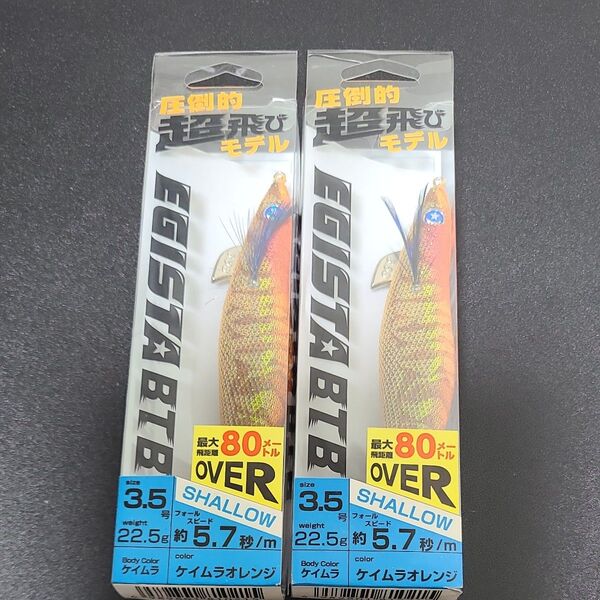 圧倒的
超飛び
モデル
EGISTA BTB
最大
飛距離
80メートル
OVER
SHALLOW
size
3.5号
weight
22.5g
フォール
スピード
約5.7秒/m
Body Color
ケイムラ
color
ケイムラオレンジ
圧倒的
超飛び
モデル
EGISTA BTB
最大
飛距離
80メートル
OVER
SHALLOW
size
3.5号
weight
22.5g
フォール
スピード
約5.7秒/m
Body Color
ケイムラ
color
ケイムラオレンジ